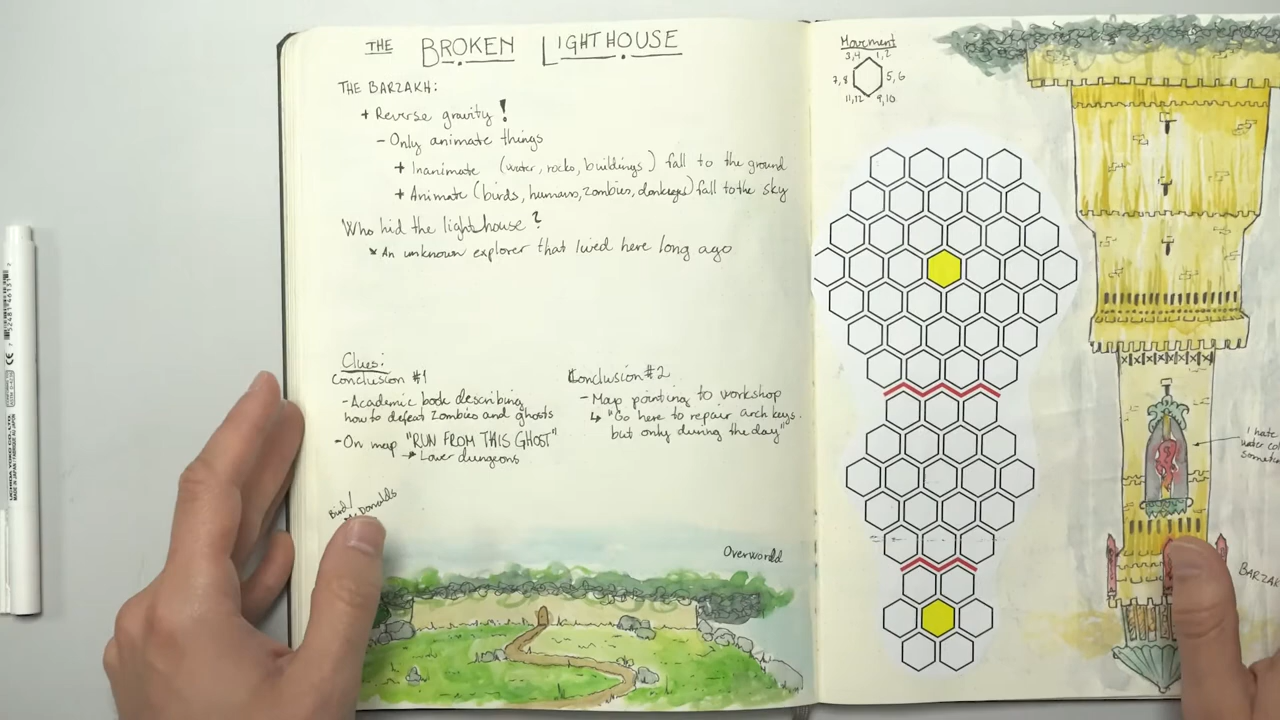 THE BROKEN LIGHTHOUSE
THE BARZAKH:
+ Reverse gravity!
- Only animate things
+ Inanimate (water, rocks, buildings) fall to the ground
+ Animate (birds, humans, zombies, donkeys) fall to the sky
Who hid the lighthouse?
* An unknown explorer that lived here long ago
Clues:
Conclusion #1
- Academic book describing
how to defeat zombies and ghosts
- On map "RUN FROM THIS GHOST"
→ Lower dungeons
Conclusion #2
- Map pointing to workshop
↳ "Go here to repair arch keys.
but only during the day"
Bird/
McDonalds
Overworld
Movement
3,4 1,2
7,8 5,6
11,12 9,10
I hate
water
BARZAK